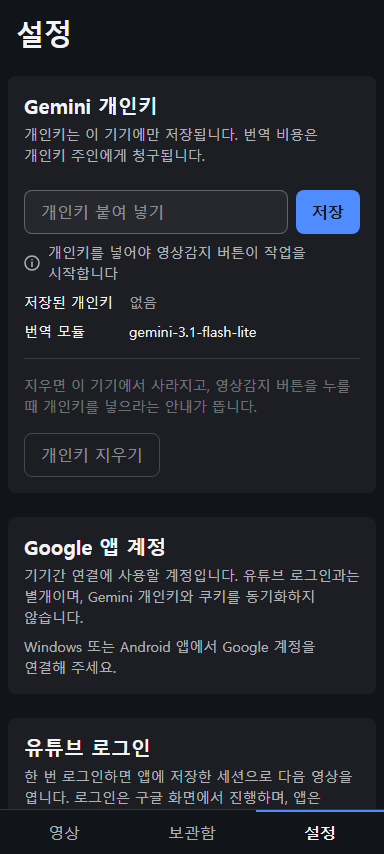 설정
Gemini 개인키
개인키는 이 기기에만 저장됩니다. 번역 비용은
개인키 주인에게 청구됩니다.
개인키 붙여 넣기
저장
개인키를 넣어야 영상감지 버튼이 작업을
시작합니다
저장된 개인키 없음
번역 모듈 gemini-3.1-flash-lite
지우면 이 기기에서 사라지고, 영상감지 버튼을 누를
때 개인키를 넣으라는 안내가 뜹니다.
개인키 지우기
Google 앱 계정
기기간 연결에 사용할 계정입니다. 유튜브 로그인과는
별개이며, Gemini 개인키와 쿠키를 동기화하지
않습니다.
Windows 또는 Android 앱에서 Google 계정을
연결해 주세요.
유튜브 로그인
한 번 로그인하면 앱에 저장한 세션으로 다음 영상을
엽니다. 로그인은 구글 화면에서 진행하며, 앱은
영상 보관함 설정